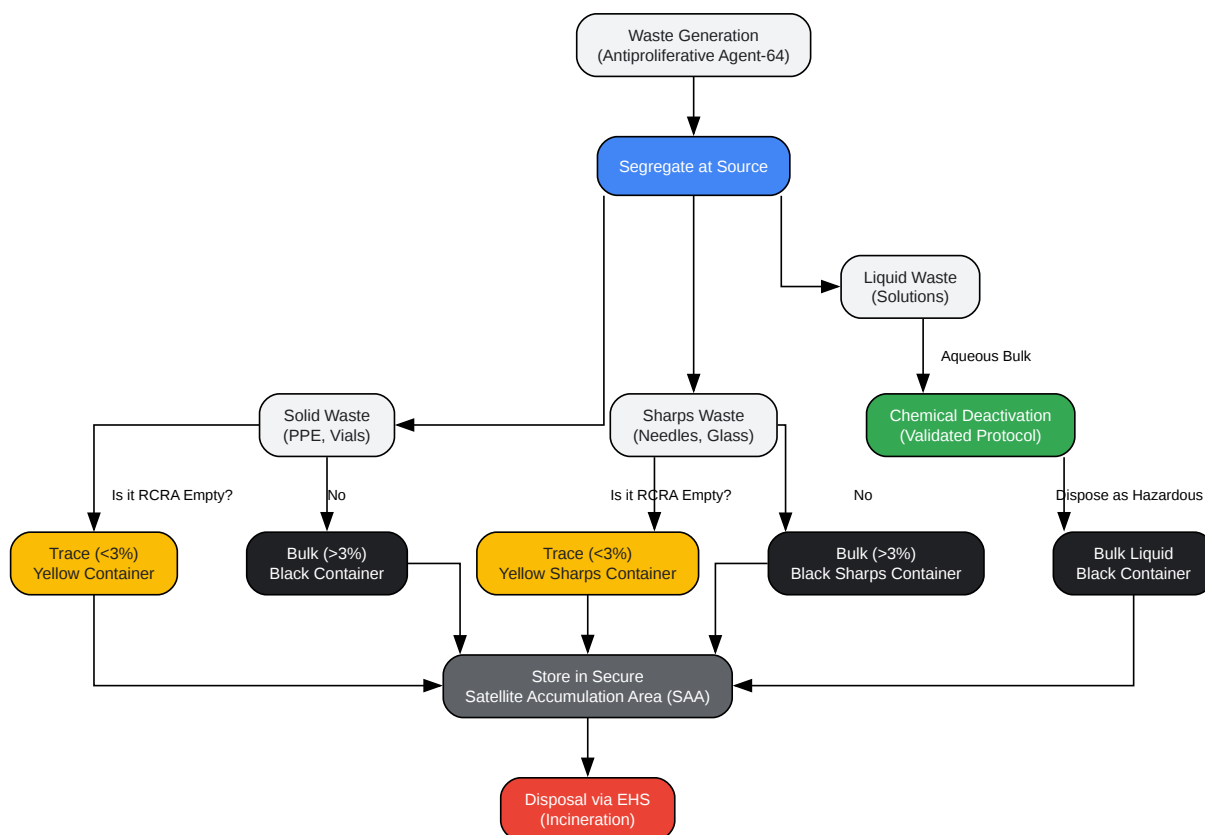 Waste Generation
(Antiproliferative Agent-64)
Segregate at Source
Liquid Waste
(Solutions)
Aqueous Bulk
Solid Waste
(PPE, Vials)
Sharps Waste
(Needles, Glass)
Chemical Deactivation
(Validated Protocol)
Is it RCRA Empty?
No
Is it RCRA Empty?
No
Dispose as Hazardous
Trace (<3%)
Yellow Container
Bulk (>3%)
Black Container
Trace (<3%)
Yellow Sharps Container
Bulk (>3%)
Black Sharps Container
Bulk Liquid
Black Container
Store in Secure
Satellite Accumulation Area (SAA)
Disposal via EHS
(Incineration)